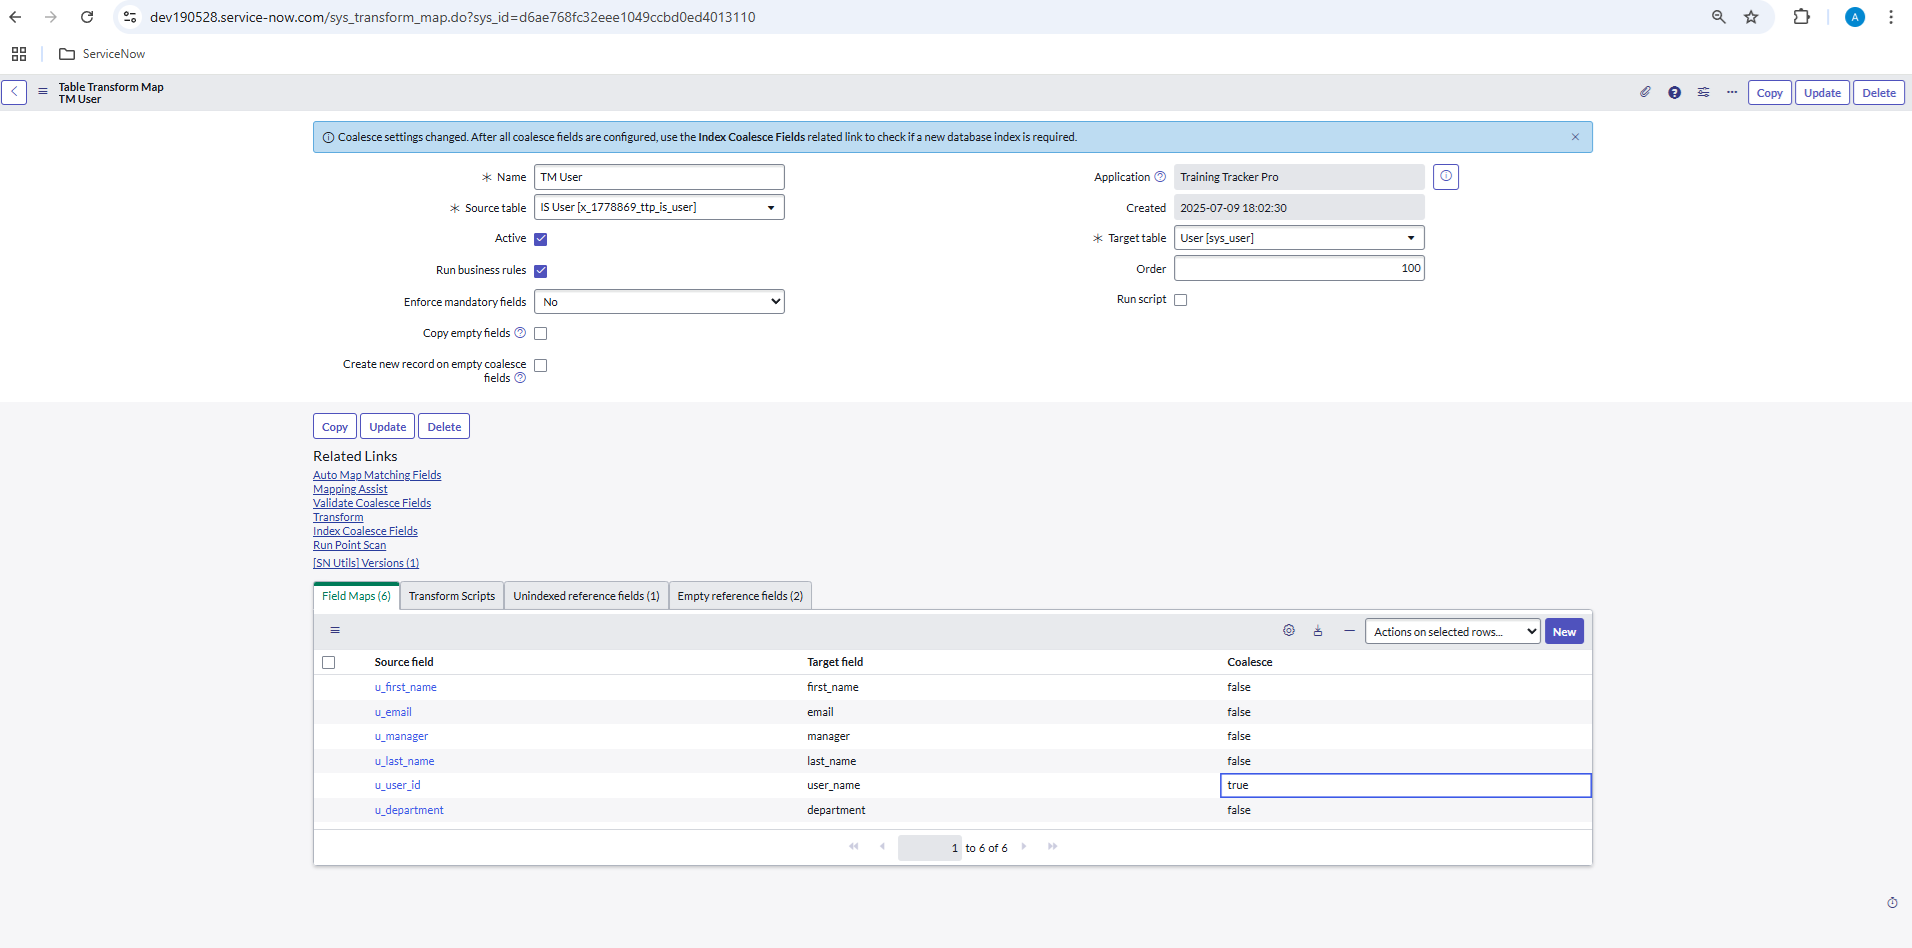 dev190528.service-now.com/sys_transform_map.do?sys_id=d6ae768fc32eee1049ccbd0ed4013110
A
ServiceNow
Table Transform Map
TM User
Copy
Update
Delete
Coalesce settings changed. After all coalesce fields are configured, use the Index Coalesce Fields related link to check if a new database index is required.
Name
TM User
Application
Training Tracker Pro
Source table
IS User [x_1778869_ttp_is_user]
Created
2025-07-09 18:02:30
Active
Target table
User [sys_user]
Run business rules
Order
100
Enforce mandatory fields
No
Run script
Copy empty fields
Create new record on empty coalesce
fields
Copy
Update
Delete
Related Links
Auto Map Matching Fields
Mapping Assist
Validate Coalesce Fields
Transform
Index Coalesce Fields
Run Point Scan
[SN Utils] Versions (1)
Field Maps (6)
Transform Scripts
Unindexed reference fields (1)
Empty reference fields (2)
Actions on selected rows...
New
Source field
Target field
Coalesce
u_first_name
first_name
false
u_email
email
false
u_manager
manager
false
u_last_name
last_name
false
u_user_id
user_name
true
u_department
department
false
1 to 6 of 6